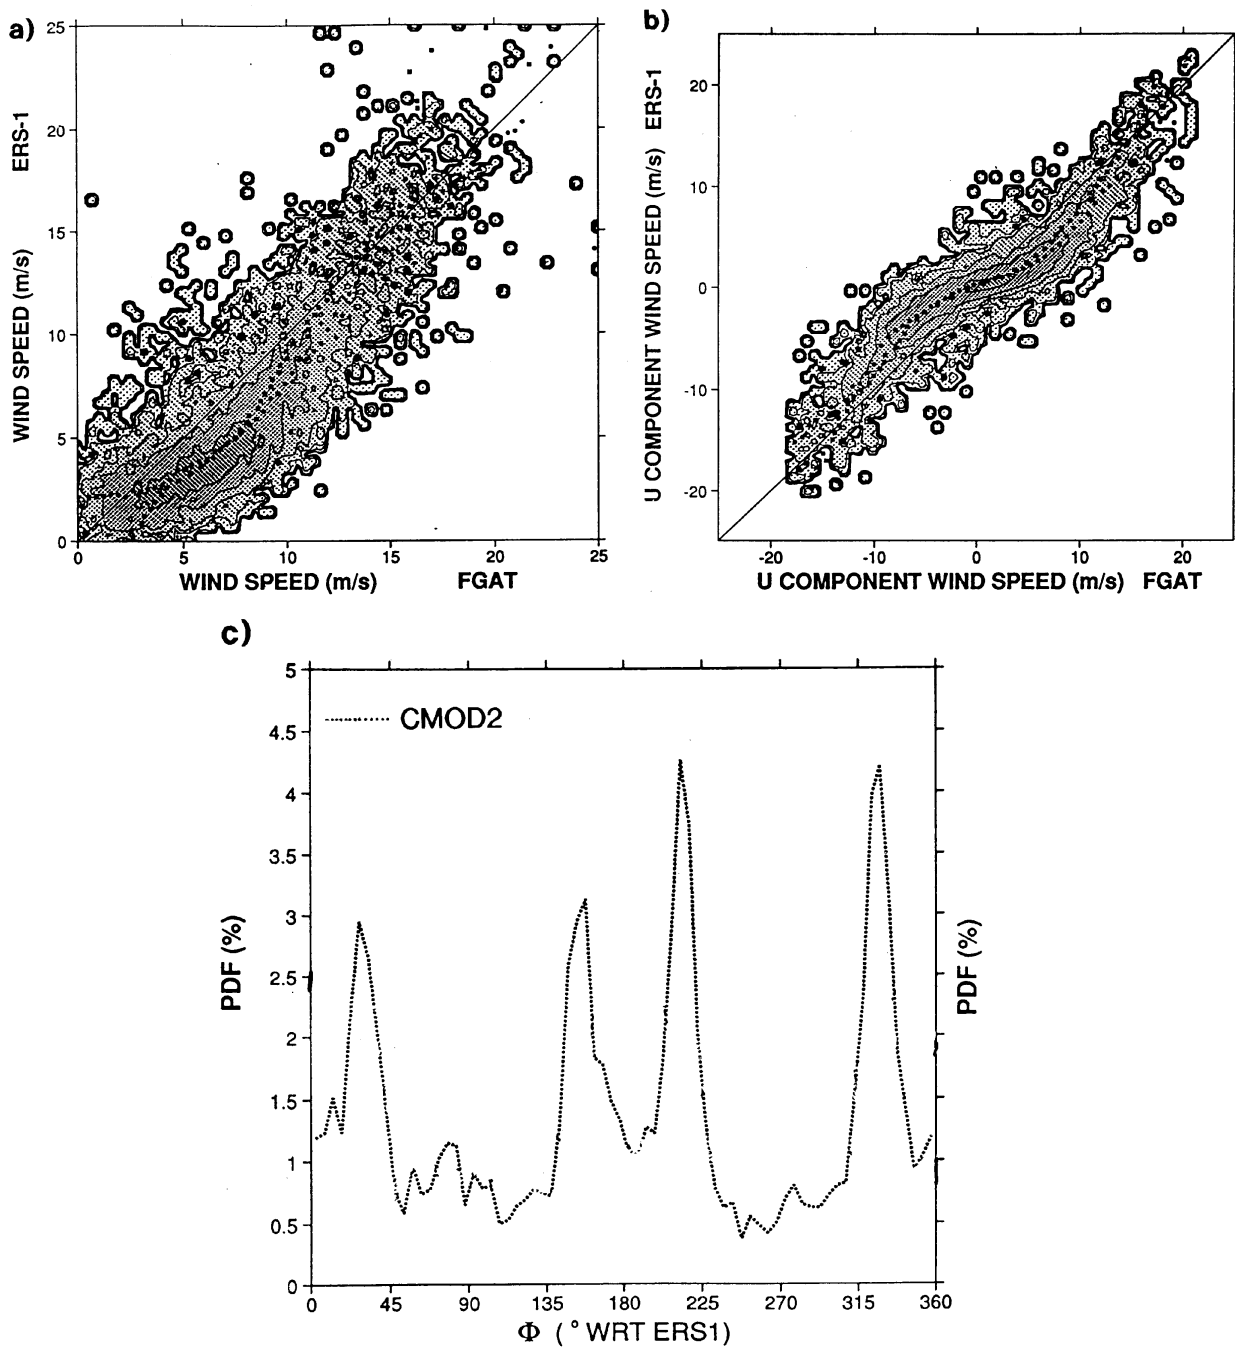 a)
25
20
15
10
5
0
WIND SPEED (m/s) ERS-1
0 5 10 15 20 25
WIND SPEED (m/s) FGAT
b)
20
10
0
-10
-20
U COMPONENT WIND SPEED (m/s) ERS-1
-20 -10 0 10 20
U COMPONENT WIND SPEED (m/s) FGAT
c)
CMOD2
5
4.5
4
3.5
3
2.5
2
1.5
1
0.5
0
PDF (%)
PDF (%)
0 45 90 135 180 225 270 315 360
Φ (° WRT ERS1)